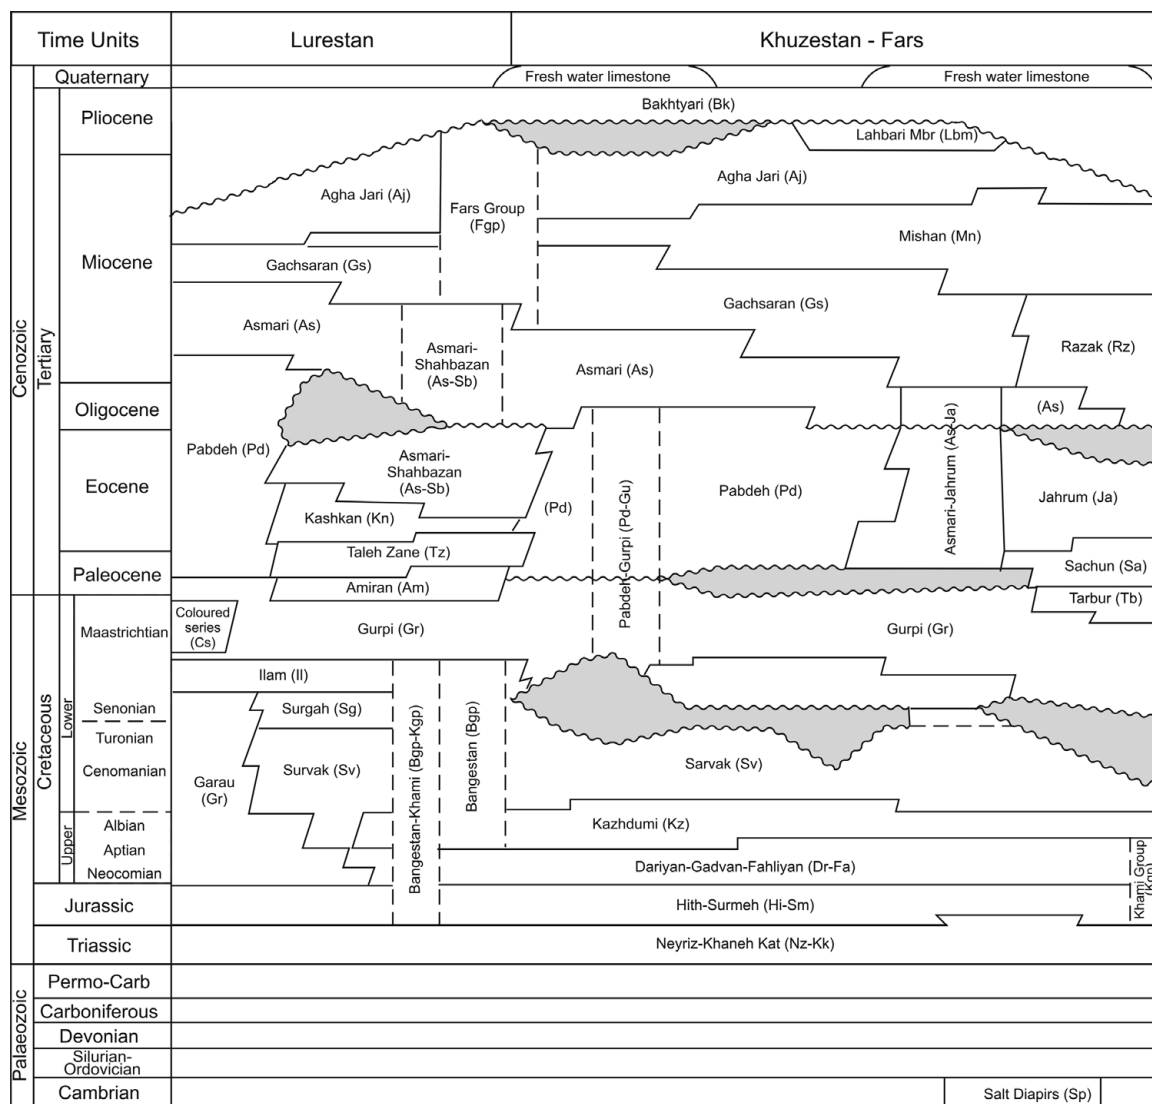 Time Units
Lurestan
Khuzestan - Fars
Quaternary
Fresh water limestone
Fresh water limestone
Cenozoic
Tertiary
Pliocene
Bakhtyari (Bk)
Lahbari Mbr (Lbm)
Miocene
Agha Jari (Aj)
Fars Group
(Fgp)
Agha Jari (Aj)
Mishan (Mn)
Gachsaran (Gs)
Gachsaran (Gs)
Asmari (As)
Asmari-
Shahbazan
(As-Sb)
Asmari (As)
Razak (Rz)
Oligocene
(As)
Eocene
Pabdeh (Pd)
Asmari-
Shahbazan
(As-Sb)
(Pd)
Pabdeh-Gurpi (Pd-Gu)
Pabdeh (Pd)
Asmari-Jahrum (As-Ja)
Jahrum (Ja)
Kashkan (Kn)
Taleh Zane (Tz)
Paleocene
Amiran (Am)
Sachun (Sa)
Tarbur (Tb)
Mesozoic
Cretaceous
Lower
Upper
Maastrichtian
Coloured
series
(Cs)
Gurpi (Gr)
Gurpi (Gr)
Ilam (Il)
Senonian
Surgah (Sg)
Turonian
Cenomanian
Garau
(Gr)
Survak (Sv)
Bangestan-Khami (Bgp-Kgp)
Bangestan (Bgp)
Sarvak (Sv)
Albian
Kazhdumi (Kz)
Aptian
Neocomian
Dariyan-Gadvan-Fahliyan (Dr-Fa)
Khami Group
(Kgp)
Jurassic
Hith-Surmeh (Hi-Sm)
Triassic
Neyriz-Khaneh Kat (Nz-Kk)
Palaeozoic
Permo-Carb
Carboniferous
Devonian
Silurian-
Ordovician
Cambrian
Salt Diapirs (Sp)